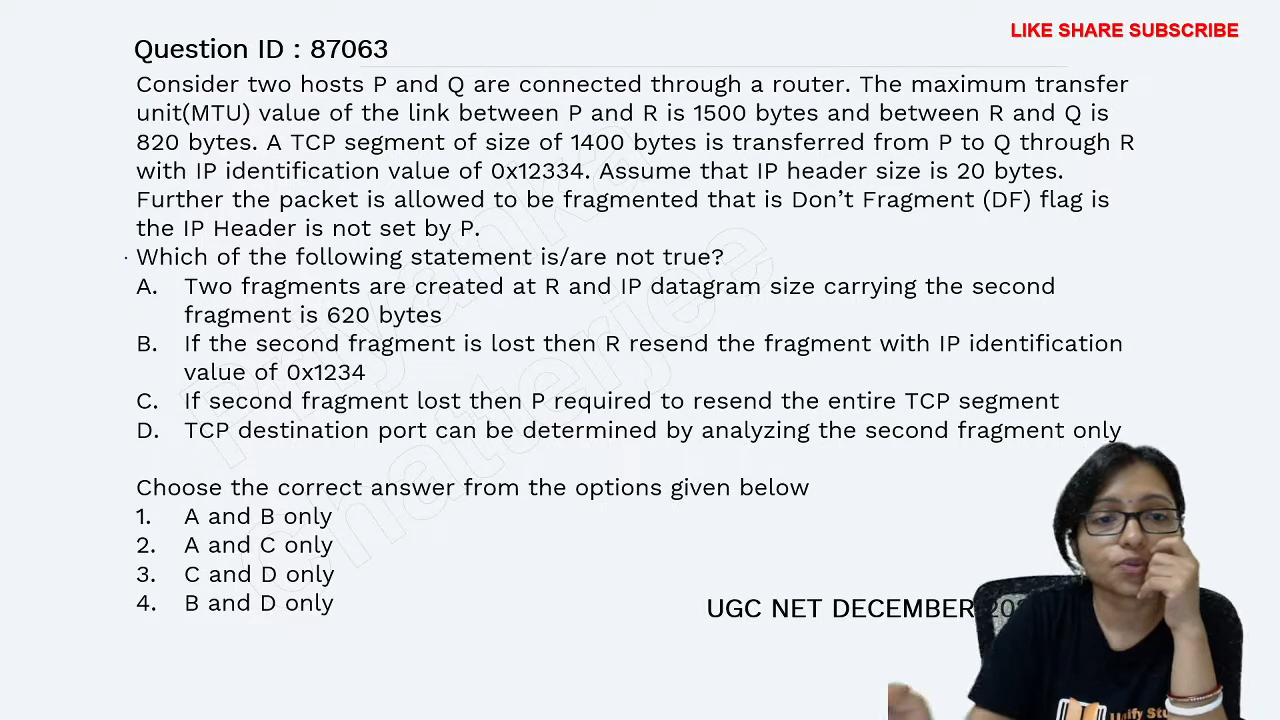 LIKE SHARE SUBSCRIBE
Question ID : 87063
Consider two hosts P and Q are connected through a router. The maximum transfer
unit(MTU) value of the link between P and R is 1500 bytes and between R and Q is
820 bytes. A TCP segment of size of 1400 bytes is transferred from P to Q through R
with IP identification value of 0x12334. Assume that IP header size is 20 bytes.
Further the packet is allowed to be fragmented that is Don’t Fragment (DF) flag is
the IP Header is not set by P.
Which of the following statement is/are not true?
A. Two fragments are created at R and IP datagram size carrying the second
fragment is 620 bytes
B. If the second fragment is lost then R resend the fragment with IP identification
value of 0x1234
C. If second fragment lost then P required to resend the entire TCP segment
D. TCP destination port can be determined by analyzing the second fragment only
Choose the correct answer from the options given below
1. A and B only
2. A and C only
3. C and D only
4. B and D only
UGC NET DECEMBER
Priyanka
Chatterjee